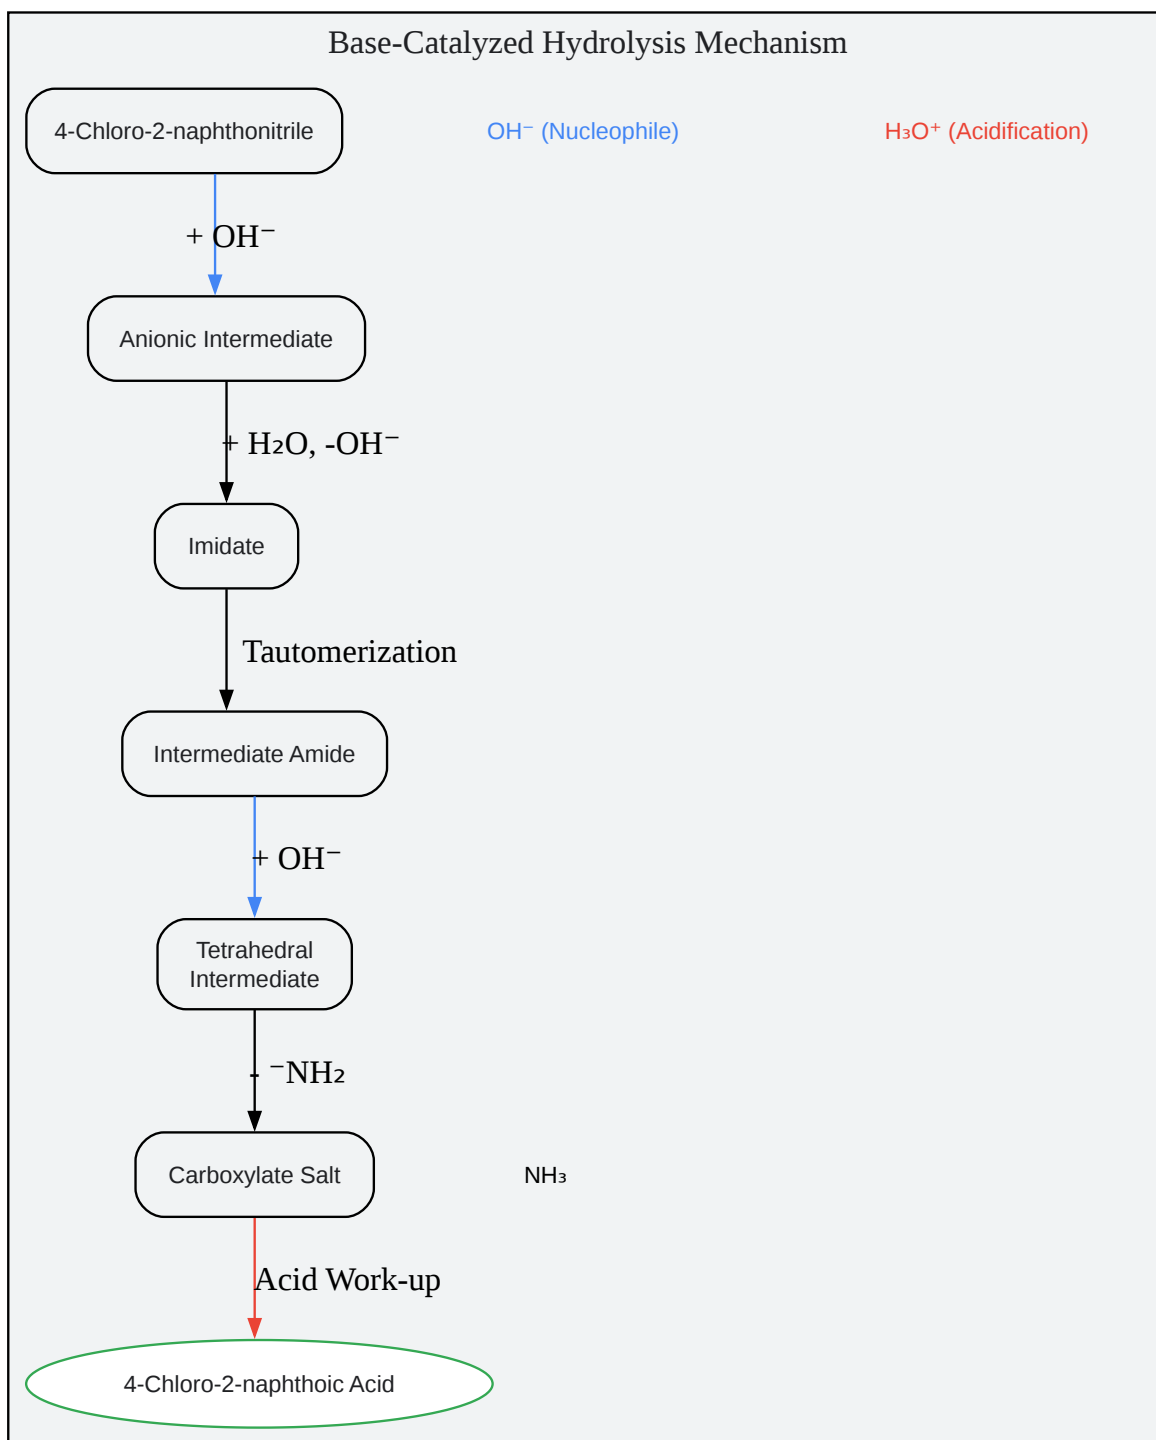 Base-Catalyzed Hydrolysis Mechanism
4-Chloro-2-naphthonitrile
OH⁻ (Nucleophile)
H₃O⁺ (Acidification)
+ OH⁻
Anionic Intermediate
+ H₂O, -OH⁻
Imidate
Tautomerization
Intermediate Amide
+ OH⁻
Tetrahedral
Intermediate
- ⁻NH₂
Carboxylate Salt
NH₃
Acid Work-up
4-Chloro-2-naphthoic Acid